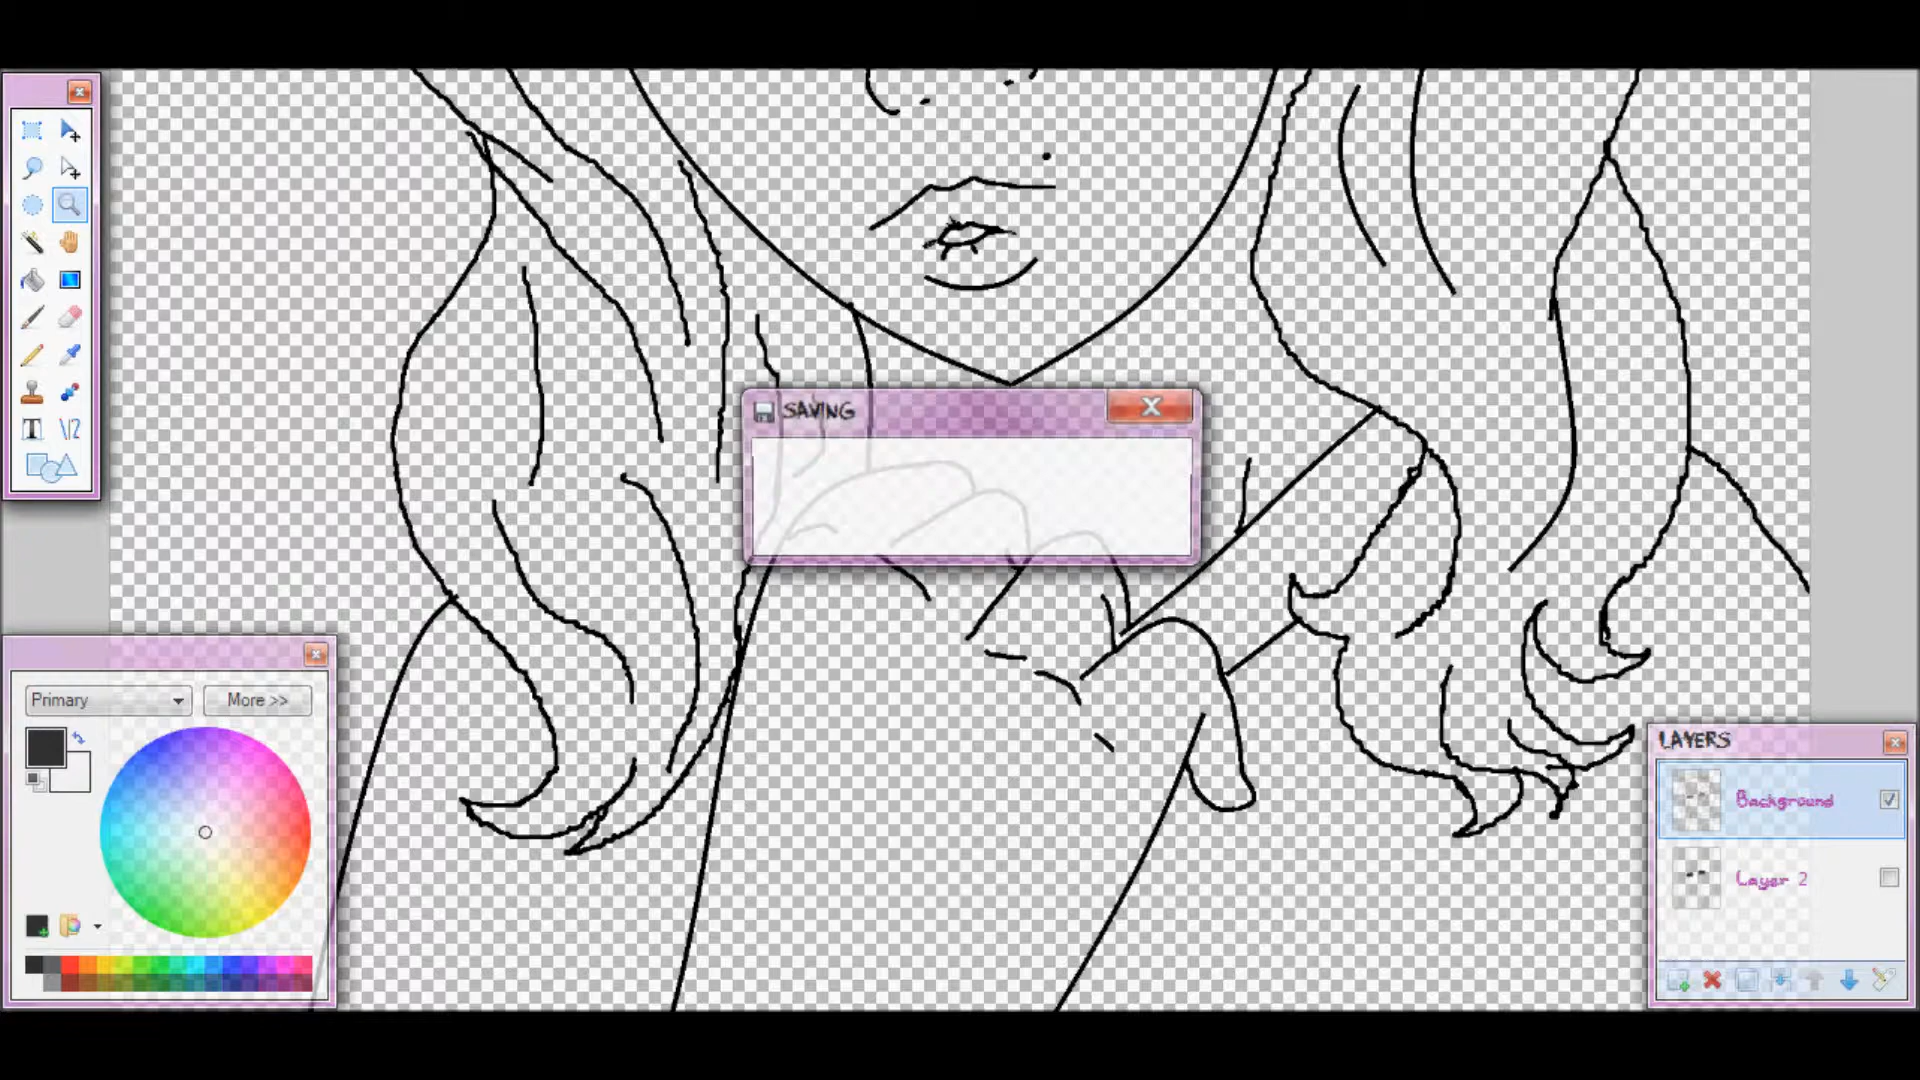 SAVING
Primary
More >>
LAYERS
Background
Layer 2